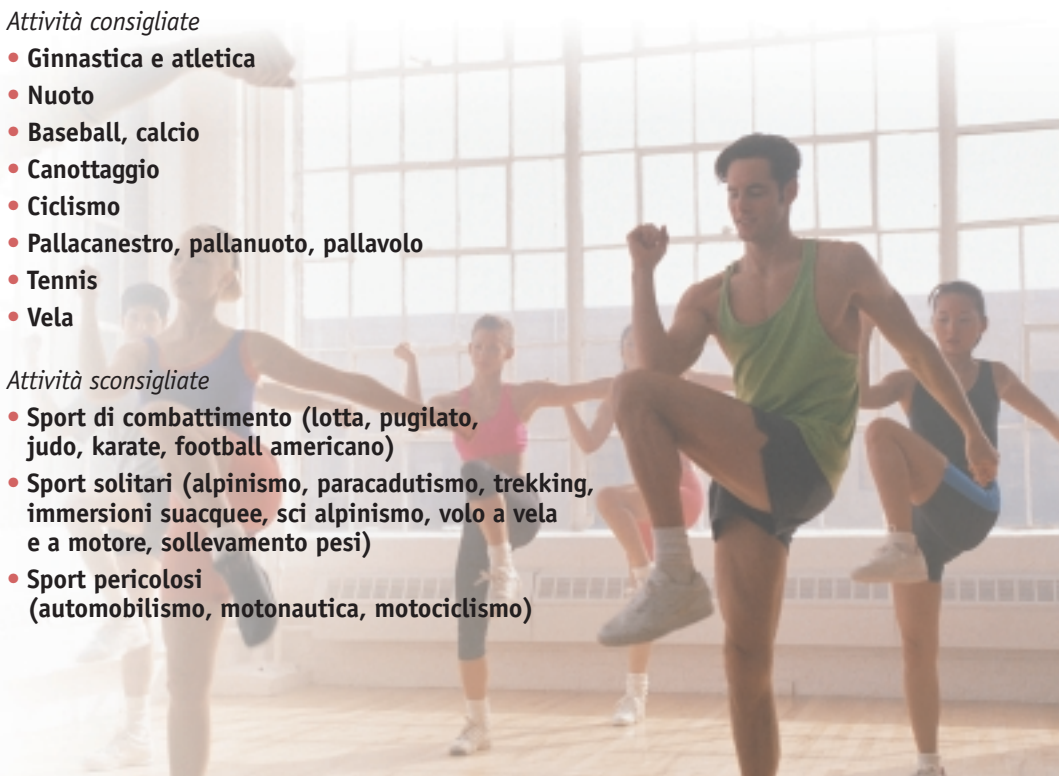 Attività consigliate
• Ginnastica e atletica
• Nuoto
• Baseball, calcio
• Canottaggio
• Ciclismo
• Pallacanestro, pallanuoto, pallavolo
• Tennis
• Vela
Attività sconsigliate
• Sport di combattimento (lotta, pugilato,
judo, karate, football americano)
• Sport solitari (alpinismo, paracadutismo, trekking,
immersioni suacquee, sci alpinismo, volo a vela
e a motore, sollevamento pesi)
• Sport pericolosi
(automobilismo, motonautica, motociclismo)